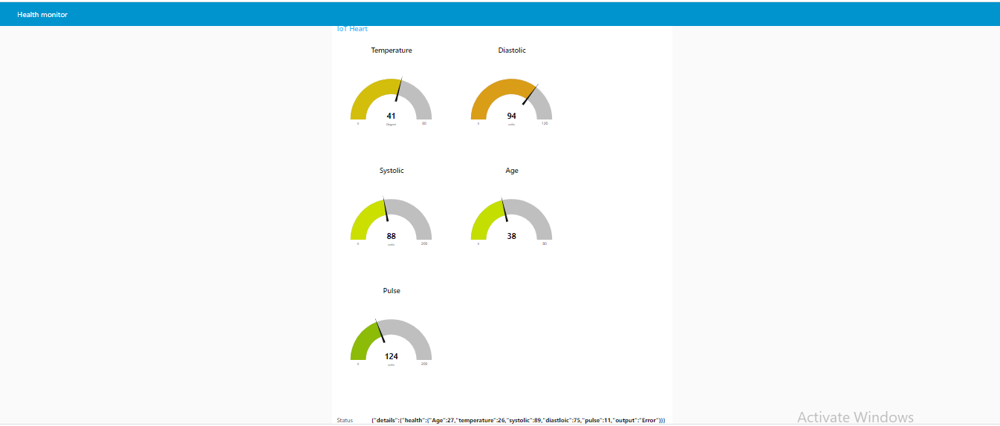 Health monitor
IoT Heart
Temperature
Diastolic
41
Degree
0
60
94
units
0
120
Systolic
Age
88
units
0
200
38
0
80
Pulse
124
units
0
200
Status
{"details":{"health":{"Age":27,"temperature":26,"systolic":89,"diastloic":75,"pulse":11,"output":"Error"}}}
Activate Windows